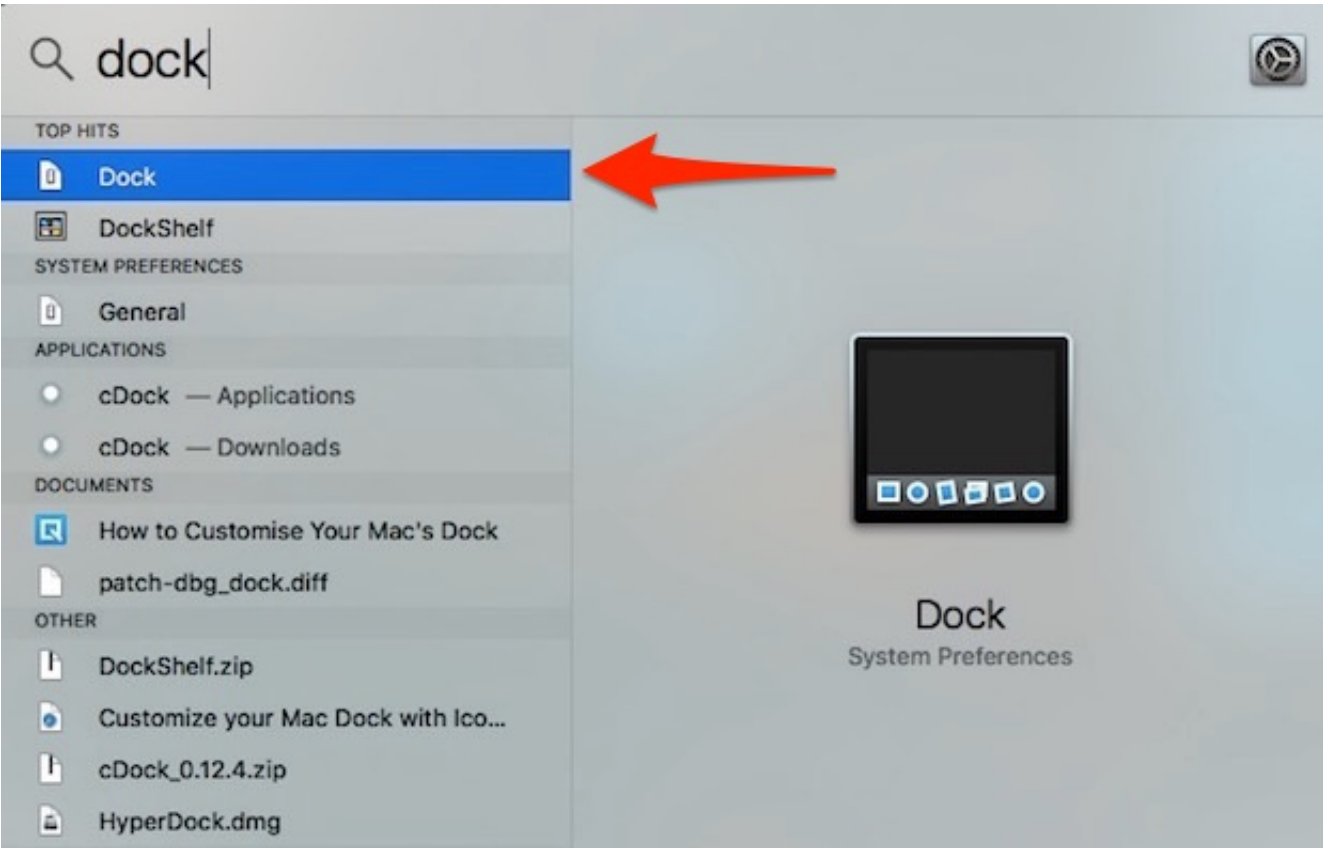 dock
TOP HITS
Dock
DockShelf
SYSTEM PREFERENCES
General
APPLICATIONS
cDock — Applications
cDock — Downloads
DOCUMENTS
How to Customise Your Mac's Dock
patch-dbg_dock.diff
OTHER
DockShelf.zip
Customize your Mac Dock with Ico...
cDock_0.12.4.zip
HyperDock.dmg
Dock
System Preferences